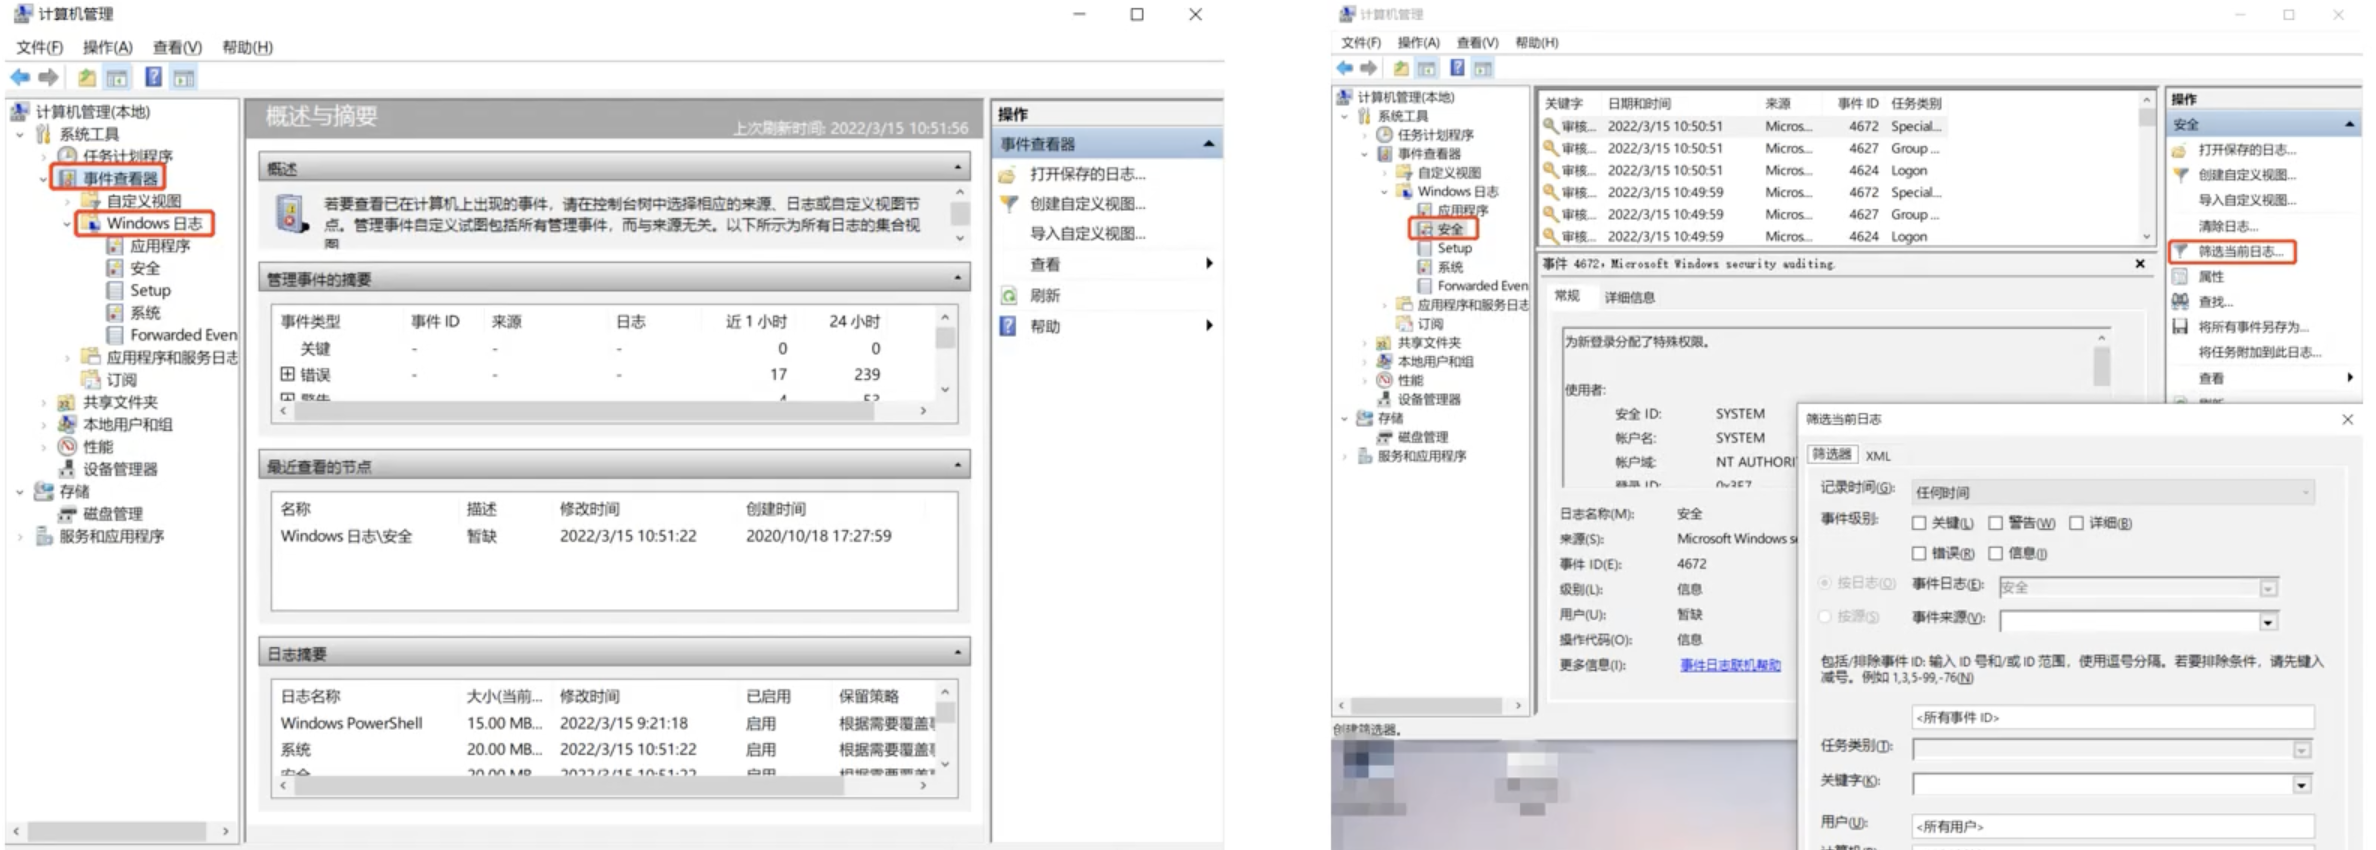 计算机管理
文件(F) 操作(A) 查看(V) 帮助(H)
计算机管理(本地)
系统工具
任务计划程序
事件查看器
自定义视图
Windows 日志
应用程序
安全
Setup
系统
Forwarded Even
应用程序和服务日志
订阅
共享文件夹
本地用户和组
性能
设备管理器
存储
磁盘管理
服务和应用程序
概述与摘要
上次刷新时间: 2022/3/15 10:51:56
概述
若要查看已在计算机上出现的事件，请在控制台树中选择相应的来源、日志或自定义视图节
点。管理事件自定义试图包括所有管理事件，而与来源无关。以下所示为所有日志的集合视
图
管理事件的摘要
事件类型 事件 ID 来源 日志 近 1 小时 24 小时
关键 - - - 0 0
错误 - - - 17 239
警告 4 53
最近查看的节点
名称 描述 修改时间 创建时间
Windows 日志\安全 暂缺 2022/3/15 10:51:22 2020/10/18 17:27:59
日志摘要
日志名称 大小(当前... 修改时间 已启用 保留策略
Windows PowerShell 15.00 MB... 2022/3/15 9:21:18 启用 根据需要覆盖事
系统 20.00 MB... 2022/3/15 10:51:22 启用 根据需要覆盖事
安全 20.00 MB... 2022/3/15 10:51:22 启用 根据需要覆盖事
操作
事件查看器
打开保存的日志...
创建自定义视图...
导入自定义视图...
查看
刷新
帮助
计算机管理
文件(F) 操作(A) 查看(V) 帮助(H)
计算机管理(本地)
系统工具
任务计划程序
事件查看器
自定义视图
Windows 日志
应用程序
安全
Setup
系统
Forwarded Even
应用程序和服务日志
订阅
共享文件夹
本地用户和组
性能
设备管理器
存储
磁盘管理
服务和应用程序
创建筛选器。
关键字 日期和时间 来源 事件 ID 任务类别
审核... 2022/3/15 10:50:51 Micros... 4672 Special...
审核... 2022/3/15 10:50:51 Micros... 4627 Group ...
审核... 2022/3/15 10:50:51 Micros... 4624 Logon
审核... 2022/3/15 10:49:59 Micros... 4672 Special...
审核... 2022/3/15 10:49:59 Micros... 4627 Group ...
审核... 2022/3/15 10:49:59 Micros... 4624 Logon
事件 4672，Microsoft Windows security auditing.
常规 详细信息
为新登录分配了特殊权限。
使用者:
安全 ID: SYSTEM
帐户名: SYSTEM
帐户域: NT AUTHORI
登录 ID: 0x3E7
日志名称(M): 安全
来源(S): Microsoft Windows s
事件 ID(E): 4672
级别(L): 信息
用户(U): 暂缺
操作代码(O): 信息
更多信息(I): 事件日志联机帮助
操作
安全
打开保存的日志...
创建自定义视图...
导入自定义视图...
清除日志...
筛选当前日志...
属性
查找...
将所有事件另存为...
将任务附加到此日志...
查看
刷新
筛选当前日志
筛选器 XML
记录时间(G): 任何时间
事件级别: 关键(L) 警告(W) 详细(B)
错误(R) 信息(I)
按日志(O) 事件日志(E): 安全
按源(S) 事件来源(V):
包括/排除事件 ID: 输入 ID 号和/或 ID 范围，使用逗号分隔。若要排除条件，请先键入
减号。例如 1,3,5-99,-76(N)
<所有事件 ID>
任务类别(T):
关键字(K):
用户(U): <所有用户>